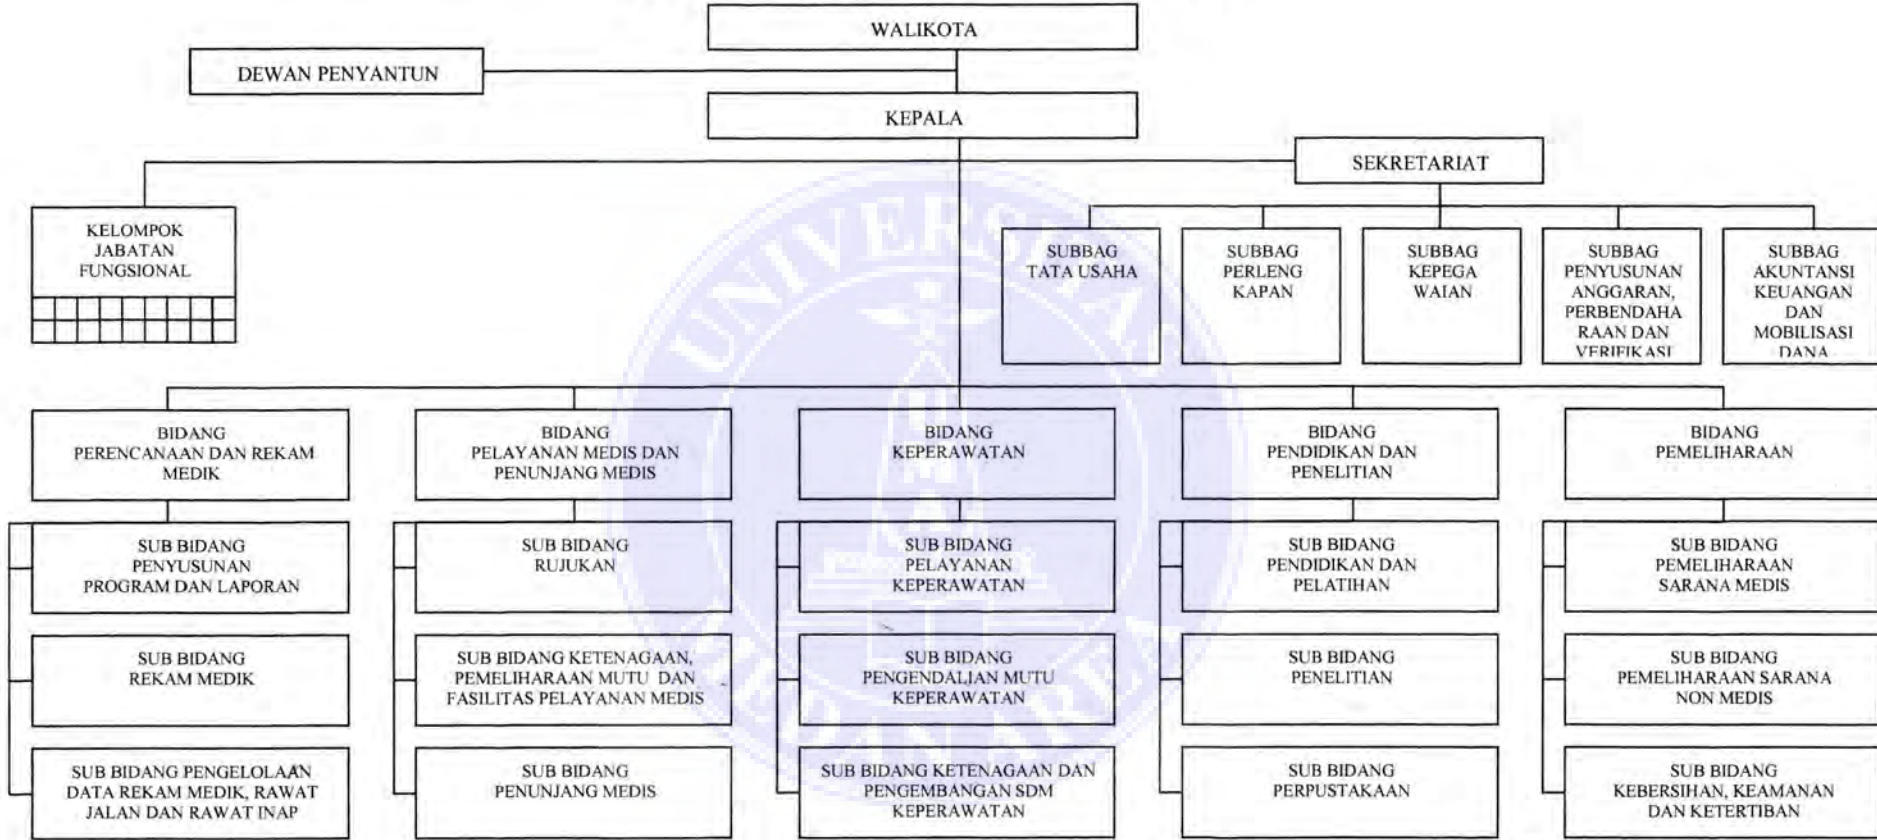 WALIKOTA
DEWAN PENYANTUN
KEPALA
SEKRETARIAT
KELOMPOK
JABATAN
FUNGSIONAL
SUBBAG
TATA USAHA
SUBBAG
PERLENG
KAPAN
SUBBAG
KEPEGA
WAIAN
SUBBAG
PENYUSUNAN
ANGGARAN,
PERBENDAHA
RAAN DAN
VERIFIKASI
SUBBAG
AKUNTANSI
KEUANGAN
DAN
MOBILISASI
DANA
BIDANG
PERENCANAAN DAN REKAM
MEDIK
BIDANG
PELAYANAN MEDIS DAN
PENUNJANG MEDIS
BIDANG
KEPERAWATAN
BIDANG
PENDIDIKAN DAN
PENELITIAN
BIDANG
PEMELIHARAAN
SUB BIDANG
PENYUSUNAN
PROGRAM DAN LAPORAN
SUB BIDANG
RUJUKAN
SUB BIDANG
PELAYANAN
KEPERAWATAN
SUB BIDANG
PENDIDIKAN DAN
PELATIHAN
SUB BIDANG
PEMELIHARAAN
SARANA MEDIS
SUB BIDANG
REKAM MEDIK
SUB BIDANG KETENAGAAN,
PEMELIHARAAN MUTU DAN
FASILITAS PELAYANAN MEDIS
SUB BIDANG
PENGENDALIAN MUTU
KEPERAWATAN
SUB BIDANG
PENELITIAN
SUB BIDANG
PEMELIHARAAN SARANA
NON MEDIS
SUB BIDANG PENGELOLAAN
DATA REKAM MEDIK, RAWAT
JALAN DAN RAWAT INAP
SUB BIDANG
PENUNJANG MEDIS
SUB BIDANG KETENAGAAN DAN
PENGEMBANGAN SDM
KEPERAWATAN
SUB BIDANG
PERPUSTAKAAN
SUB BIDANG
KEBERSIHAN, KEAMANAN
DAN KETERTIBAN
UNIVERSITAS
MEDAN AREA